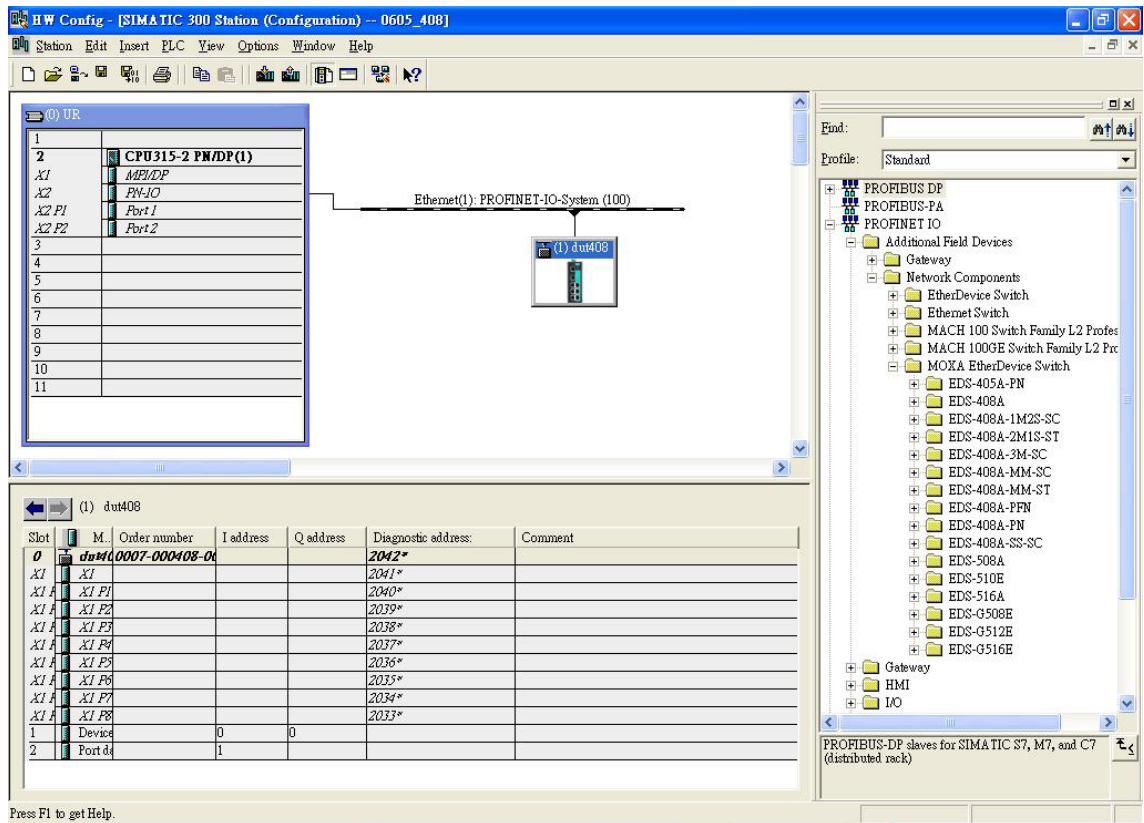 HW Config - [SIMATIC 300 Station (Configuration) -- 0605_408]
Station Edit Insert PLC View Options Window Help
(0) UR
1
2 CPU315-2 PN/DP(1)
X1 MPI/DP
X2 PN-IO
X2 P1 Port 1
X2 P2 Port 2
3
4
5
6
7
8
9
10
11
Ethernet(1): PROFINET-IO-System (100)
(1) dut408
(1) dut408
Slot M... Order number I address Q address Diagnostic address: Comment
0 dut40 0007-000408-00 2042*
X1 X1 2041*
X1 P X1 P1 2040*
X1 P X1 P2 2039*
X1 P X1 P3 2038*
X1 P X1 P4 2037*
X1 P X1 P5 2036*
X1 P X1 P6 2035*
X1 P X1 P7 2034*
X1 P X1 P8 2033*
1 Device 0 0
2 Port da 1
Find:
Profile: Standard
PROFIBUS DP
PROFIBUS-PA
PROFINET IO
Additional Field Devices
Gateway
Network Components
EtherDevice Switch
Ethernet Switch
MACH 100 Switch Family L2 Profes
MACH 100GE Switch Family L2 Pro
MOXA EtherDevice Switch
EDS-405A-PN
EDS-408A
EDS-408A-1M2S-SC
EDS-408A-2M1S-ST
EDS-408A-3M-SC
EDS-408A-MM-SC
EDS-408A-MM-ST
EDS-408A-PFN
EDS-408A-PN
EDS-408A-SS-SC
EDS-508A
EDS-510E
EDS-516A
EDS-G508E
EDS-G512E
EDS-G516E
Gateway
HMI
I/O
PROFIBUS-DP slaves for SIMATIC S7, M7, and C7
(distributed rack)
Press F1 to get Help.